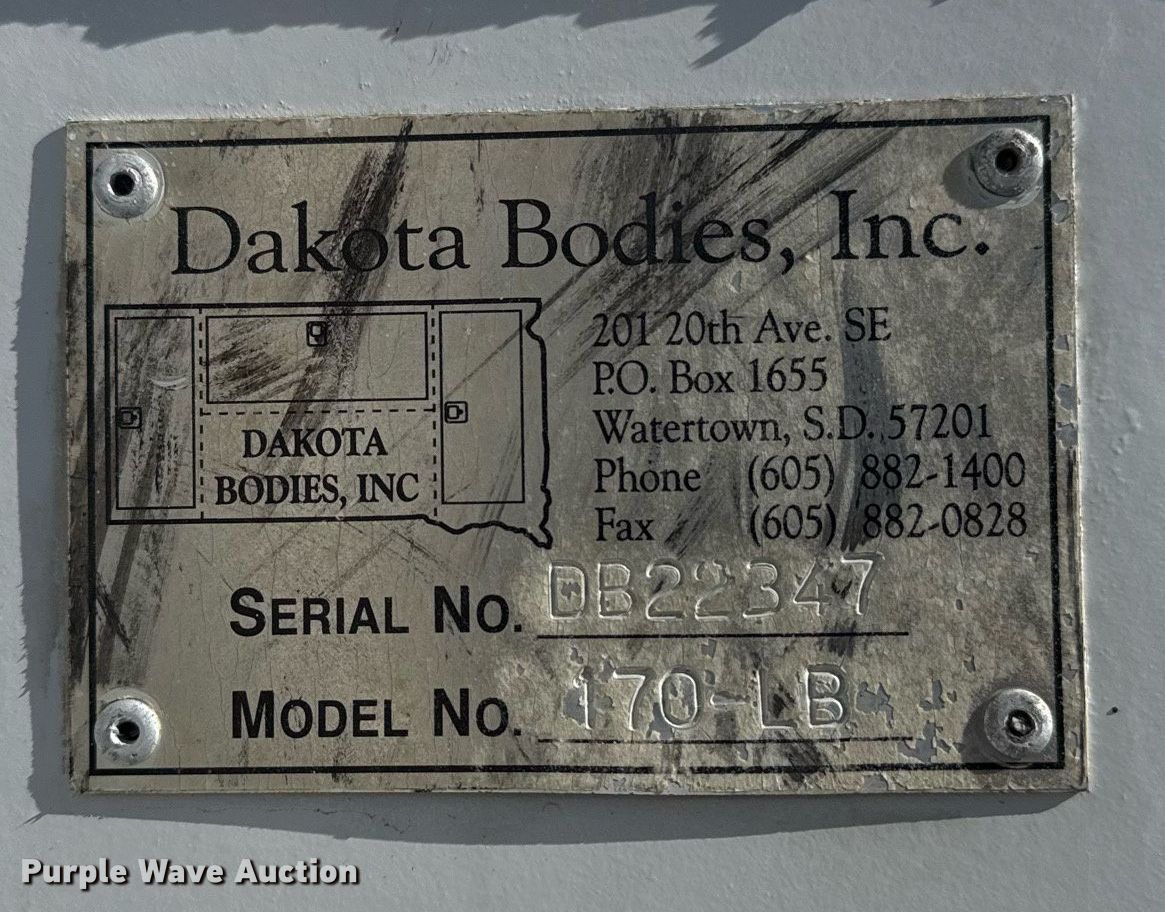 Dakota Bodies, Inc.
DAKOTA
BODIES, INC
201 20th Ave. SE
P.O. Box 1655
Watertown, S.D. 57201
Phone (605) 882-1400
Fax (605) 882-0828
SERIAL NO. DB22347
MODEL NO. 170-LB
Purple Wave Auction